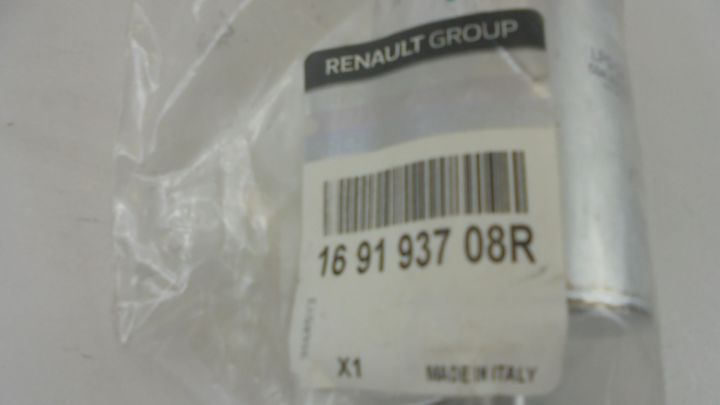 RENAULT GROUP
16 91 937 08R
X1
MADE IN ITALY